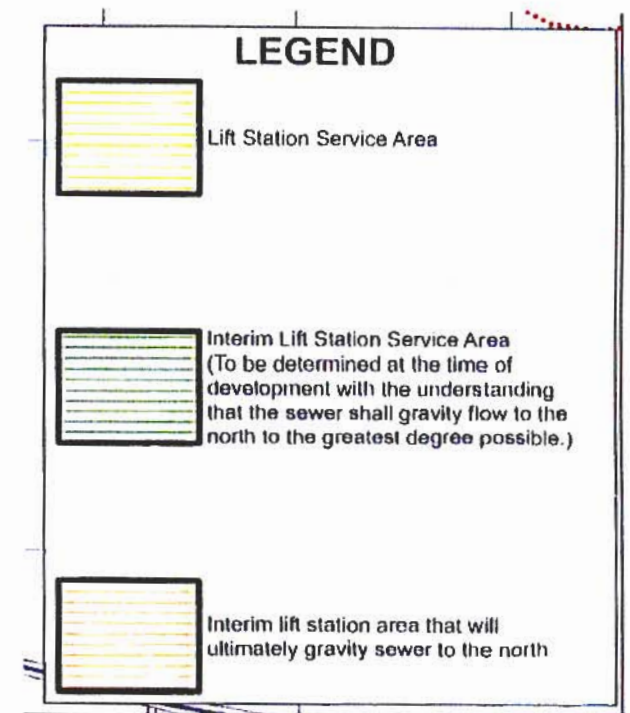 LEGEND
Lift Station Service Area
Interim Lift Station Service Area
(To be determined at the time of
development with the understanding
that the sewer shall gravity flow to the
north to the greatest degree possible.)
Interim lift station area that will
ultimately gravity sewer to the north